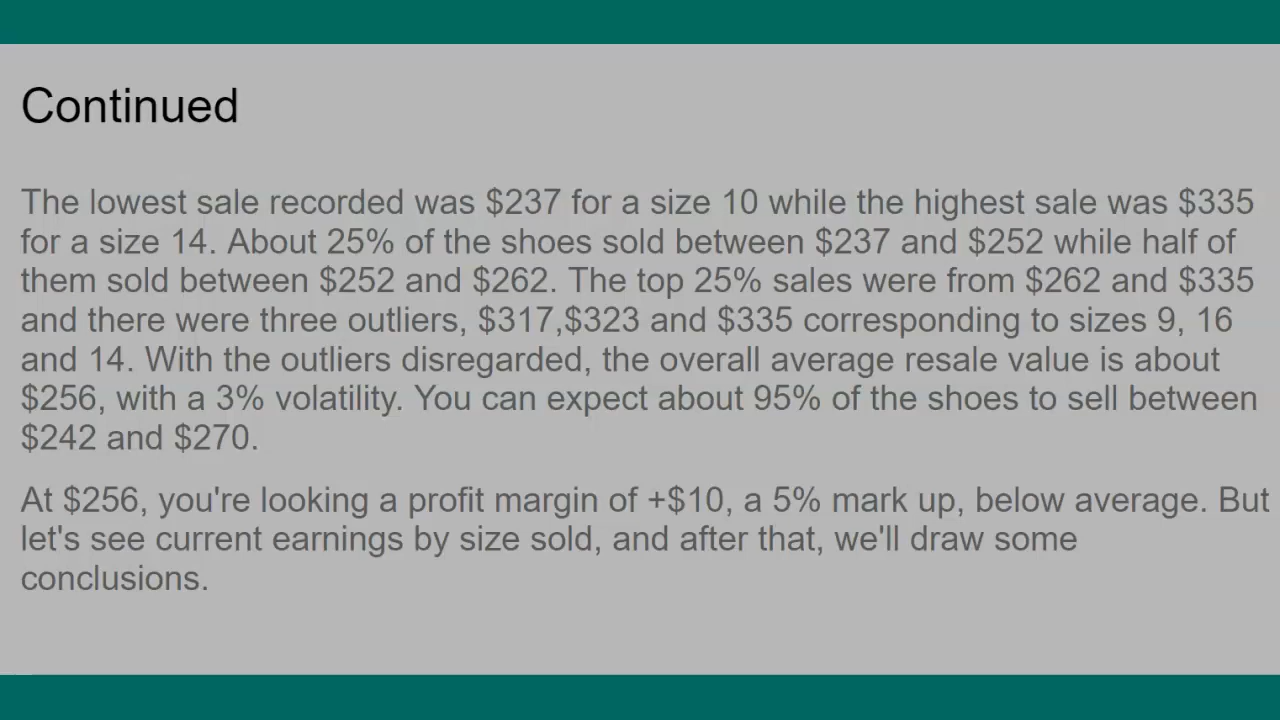 Continued
The lowest sale recorded was $237 for a size 10 while the highest sale was $335
for a size 14. About 25% of the shoes sold between $237 and $252 while half of
them sold between $252 and $262. The top 25% sales were from $262 and $335
and there were three outliers, $317,$323 and $335 corresponding to sizes 9, 16
and 14. With the outliers disregarded, the overall average resale value is about
$256, with a 3% volatility. You can expect about 95% of the shoes to sell between
$242 and $270.
At $256, you're looking a profit margin of +$10, a 5% mark up, below average. But
let's see current earnings by size sold, and after that, we'll draw some
conclusions.